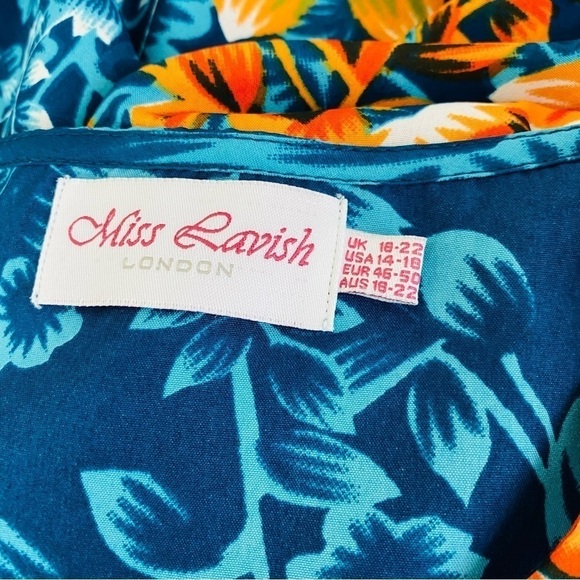 Miss Lavish
LONDON
UK 18-22
USA 14-18
EUR 46-50
AUS 18-22